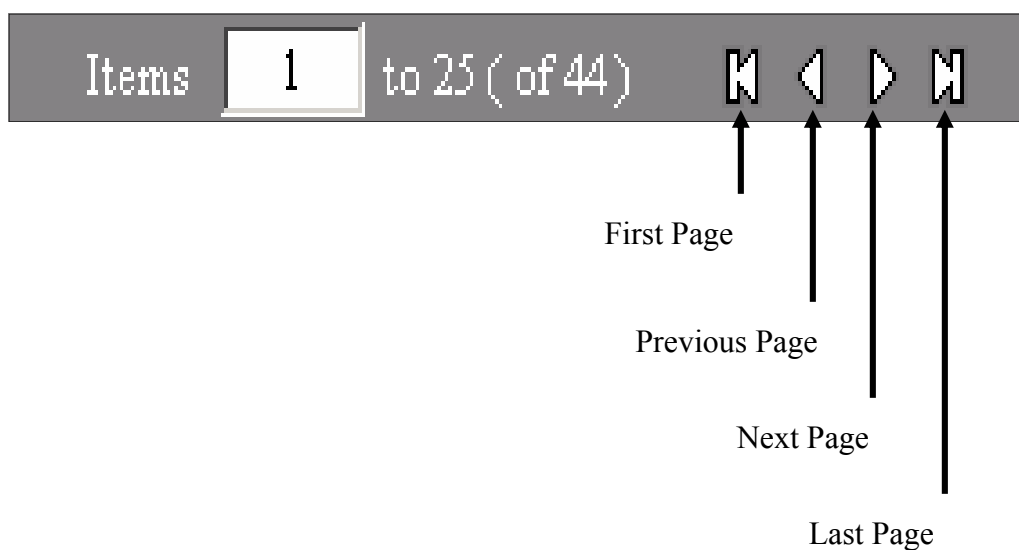 Items 1 to 25 ( of 44 )
First Page
Previous Page
Next Page
Last Page